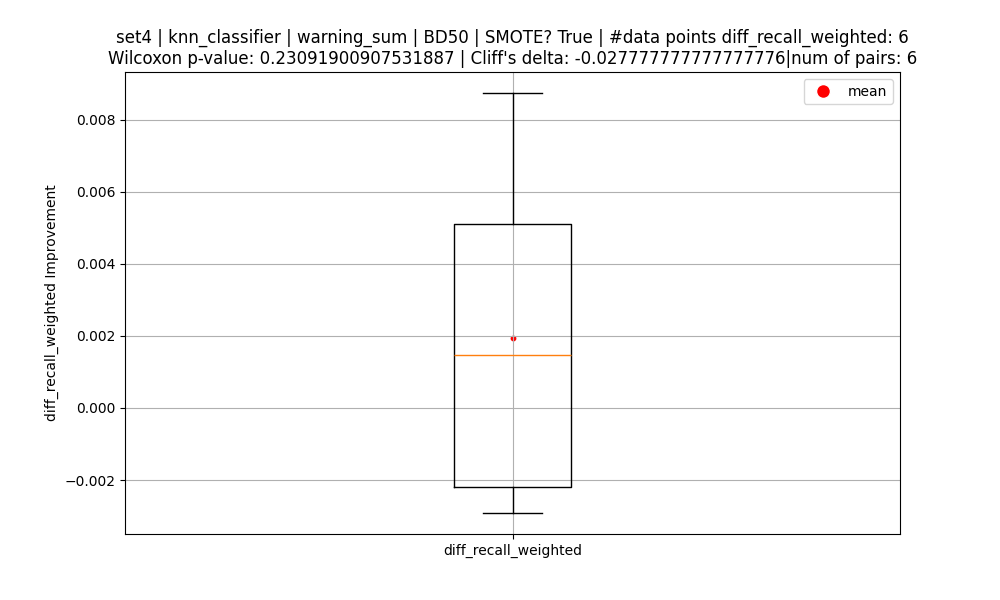 set4 | knn_classifier | warning_sum | BD50 | SMOTE? True | #data points diff_recall_weighted: 6
Wilcoxon p-value: 0.23091900907531887 | Cliff's delta: -0.027777777777777776|num of pairs: 6
mean
0.008
0.006
0.004
0.002
0.000
−0.002
diff_recall_weighted Improvement
diff_recall_weighted